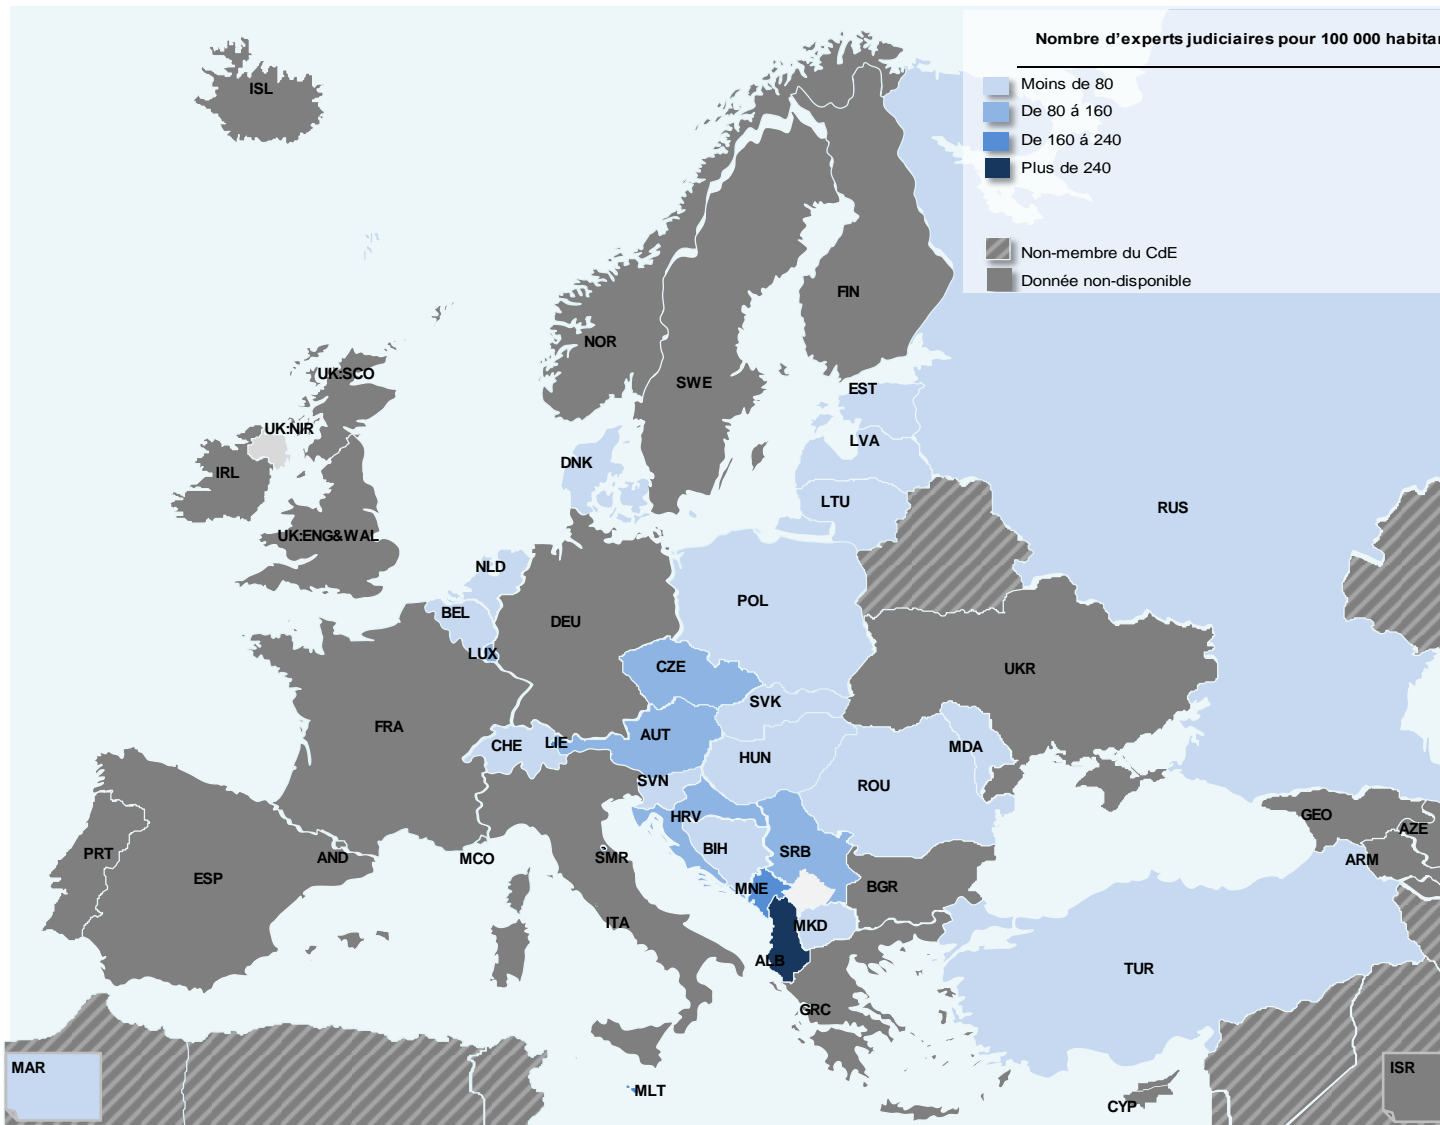 Nombre d'experts judiciaires pour 100 000 habitan
Moins de 80
De 80 á 160
De 160 á 240
Plus de 240
Non-membre du CdE
Donnée non-disponible
ISL
FIN
NOR
UK:SCO
SWE
EST
UK:NIR
LVA
DNK
IRL
LTU
RUS
UK:ENG&WAL
NLD
POL
BEL
DEU
LUX
CZE
UKR
SVK
FRA
AUT
CHE
LIE
MDA
HUN
SVN
ROU
HRV
GEO
AZE
BIH
SRB
PRT
AND
MCO
SMR
ARM
ESP
MNE
BGR
ITA
MKD
ALB
TUR
GRC
MAR
ISR
MLT
CYP